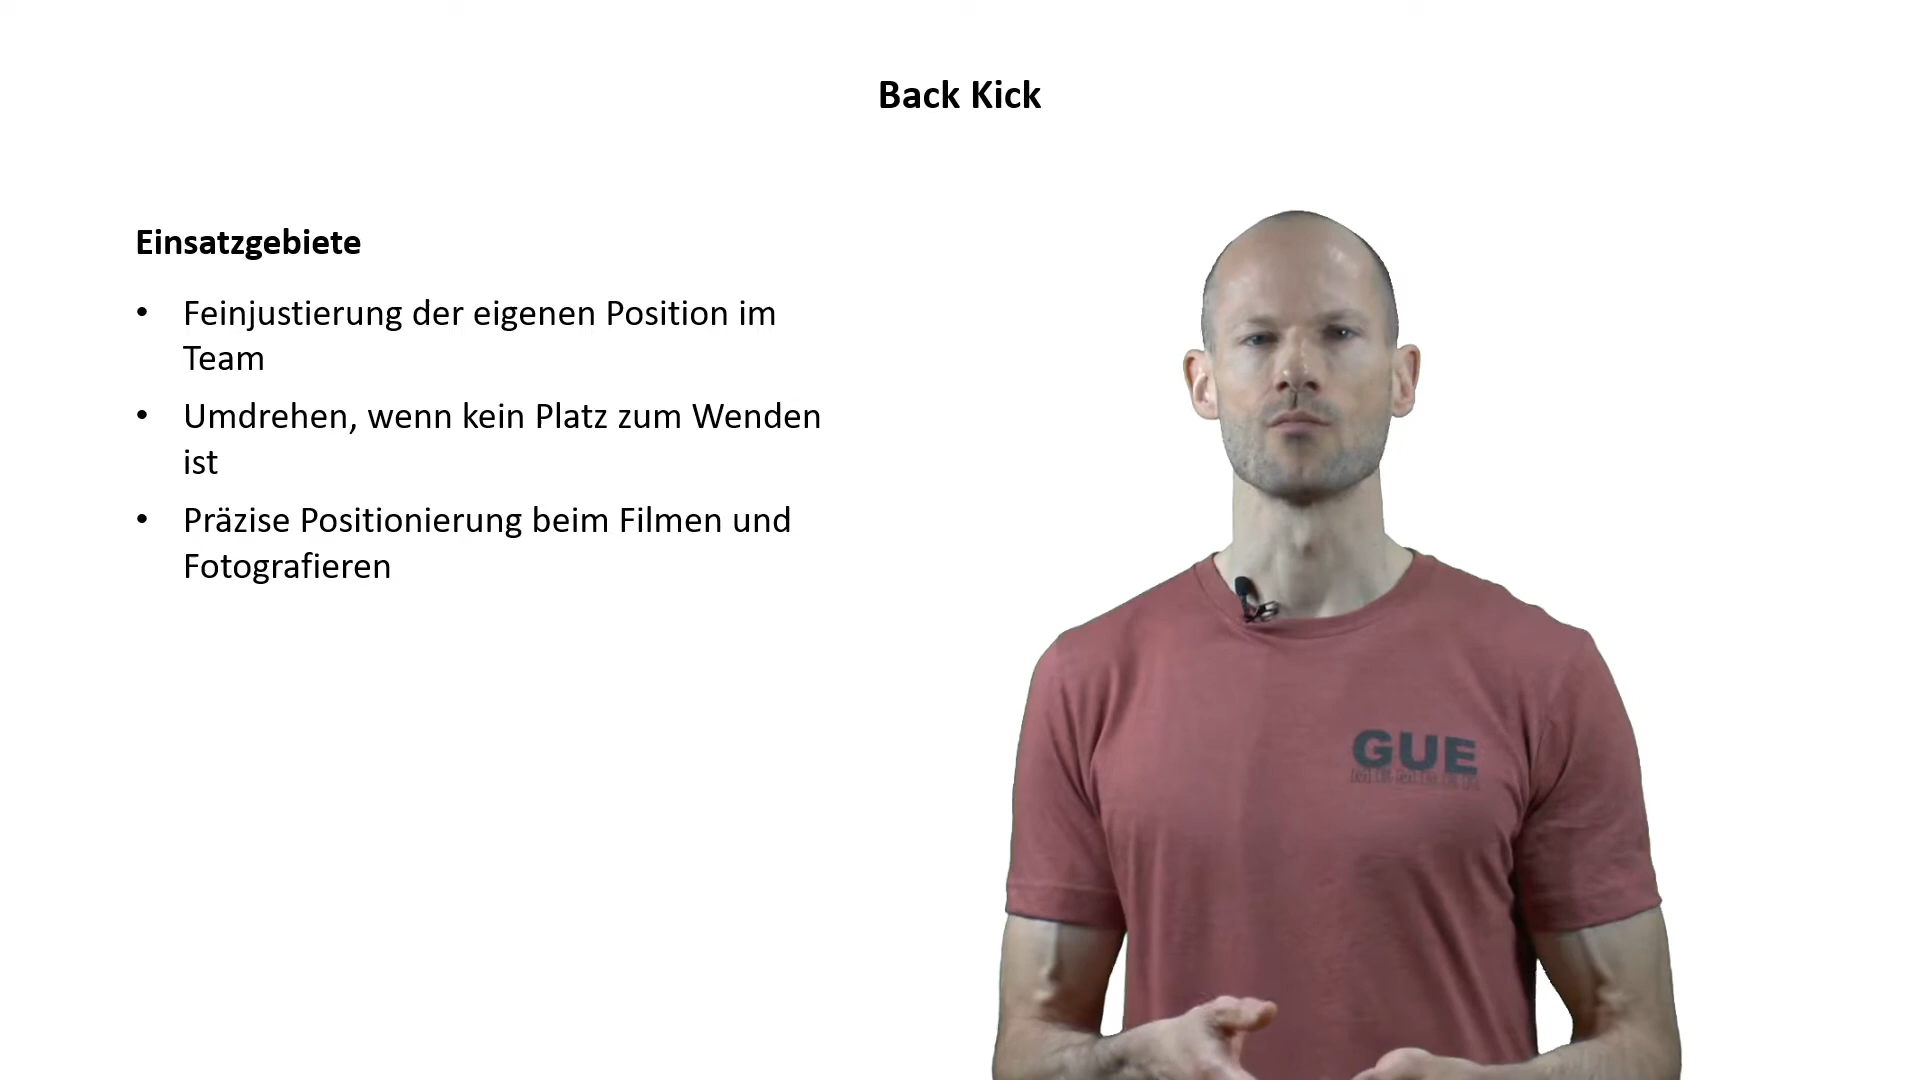 Back Kick
Einsatzgebiete
• Feinjustierung der eigenen Position im
Team
• Umdrehen, wenn kein Platz zum Wenden
ist
• Präzise Positionierung beim Filmen und
Fotografieren
GUE